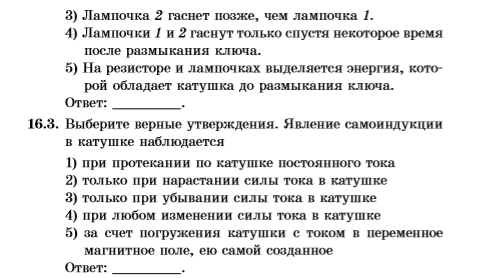 3) Лампочка 2 гаснет позже, чем лампочка 1.
4) Лампочки 1 и 2 гаснут только спустя некоторое время
после размыкания ключа.
5) На резисторе и лампочках выделяется энергия, кото-
рой обладает катушка до размыкания ключа.
Ответ: __________.
16.3. Выберите верные утверждения. Явление самоиндукции
в катушке наблюдается
1) при протекании по катушке постоянного тока
2) только при нарастании силы тока в катушке
3) только при убывании силы тока в катушке
4) при любом изменении силы тока в катушке
5) за счет погружения катушки с током в переменное
магнитное поле, ею самой созданное
Ответ: __________.